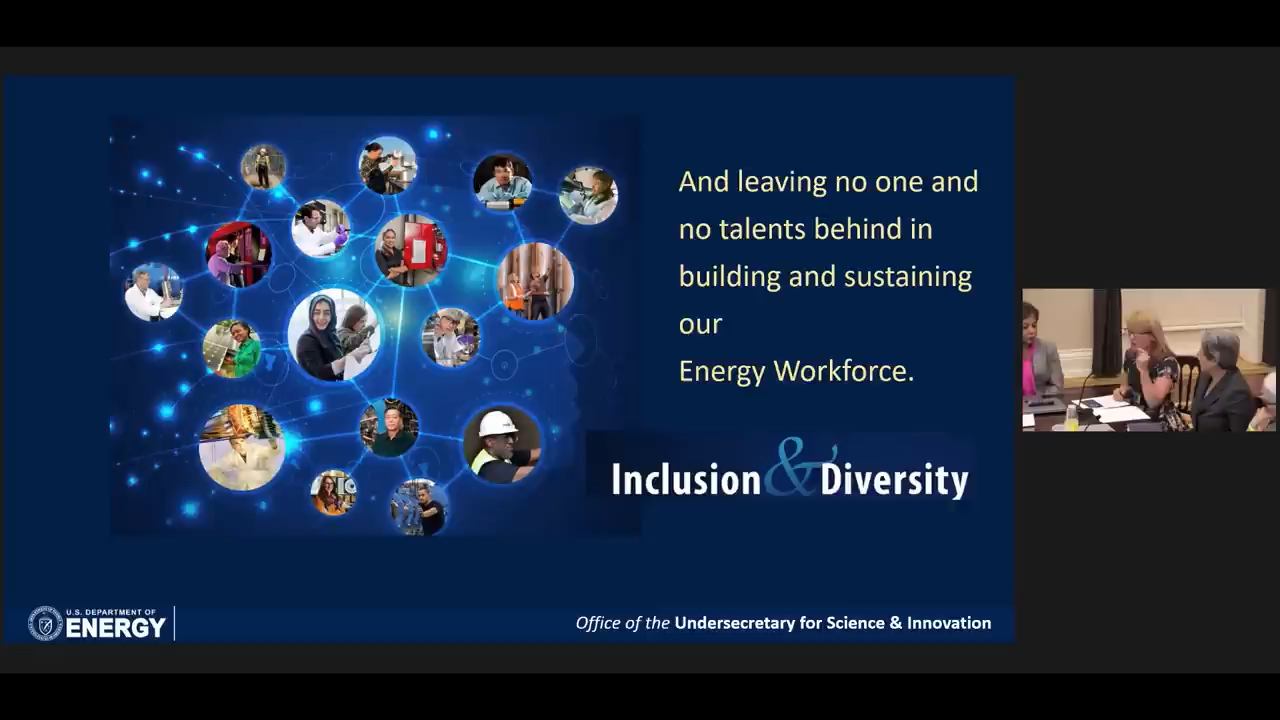 And leaving no one and
no talents behind in
building and sustaining
our
Energy Workforce.
Inclusion & Diversity
U.S. DEPARTMENT OF
ENERGY
Office of the Undersecretary for Science & Innovation